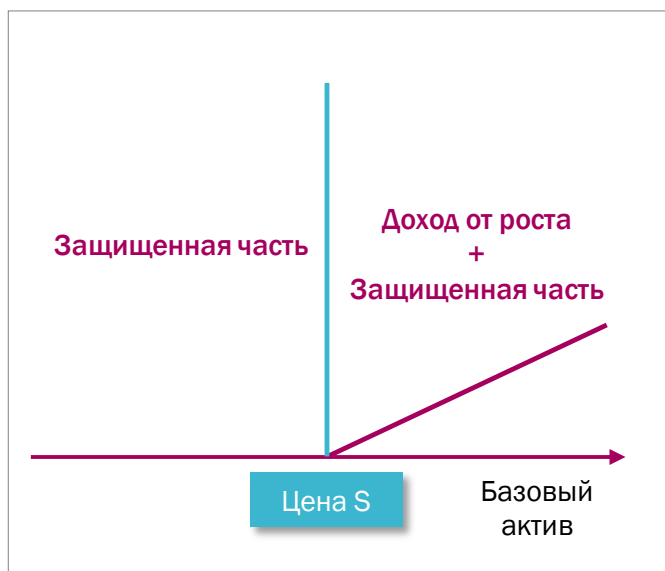 Защищенная часть
Доход от роста
+
Защищенная часть
Цена S
Базовый
актив